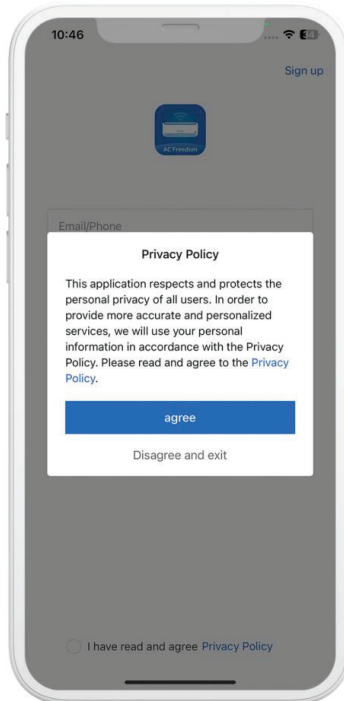 10:46
Sign up
AC Freedom
Email/Phone
Privacy Policy
This application respects and protects the
personal privacy of all users. In order to
provide more accurate and personalized
services, we will use your personal
information in accordance with the Privacy
Policy. Please read and agree to the Privacy
Policy.
agree
Disagree and exit
I have read and agree Privacy Policy